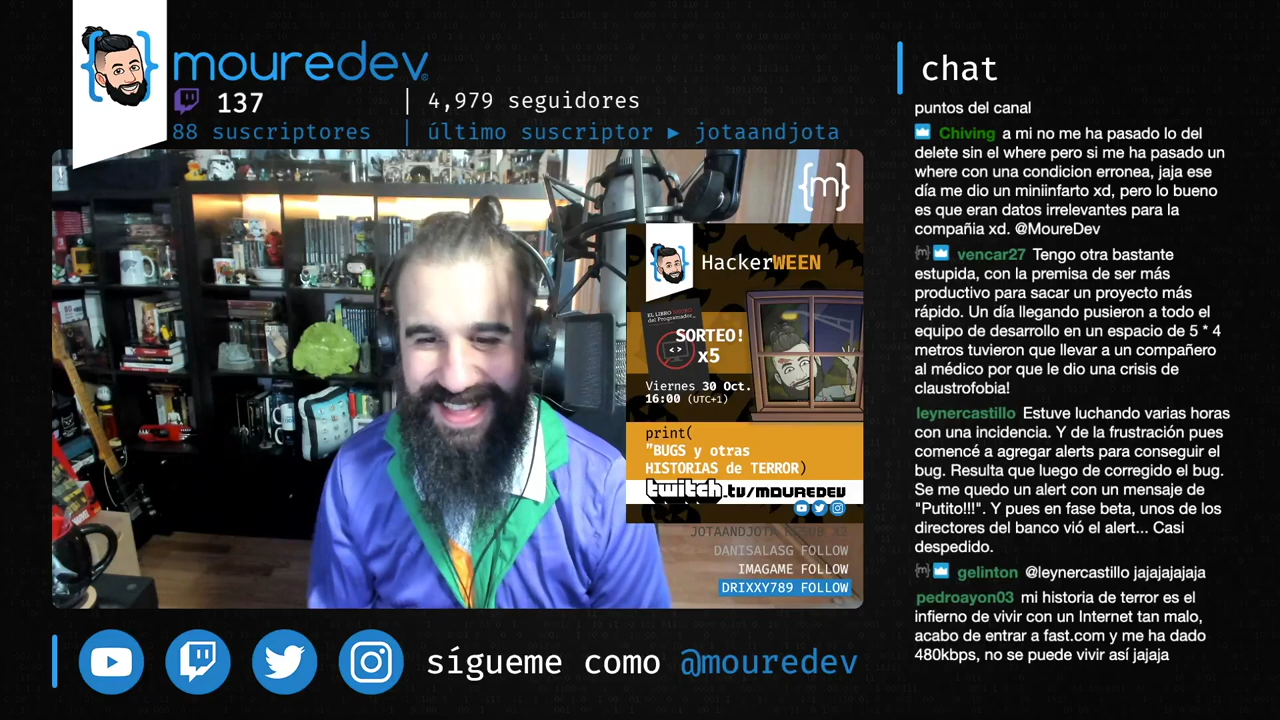 mouredev
137 | 4,979 seguidores
88 suscriptores | último suscriptor ▶ jotaandjota
{m}
HackerWEEN
EL LIBRO NEGRO
del Programador_
SORTEO!
x5
Viernes 30 Oct.
16:00 (UTC+1)
print(
"BUGS y otras
HISTORIAS de TERROR)
twitch.tv/mouredev
DANISALASG FOLLOW
IMAGAME FOLLOW
DRIXXY789 FOLLOW
sígueme como @mouredev
chat
puntos del canal
Chiving a mi no me ha pasado lo del
delete sin el where pero si me ha pasado un
where con una condicion erronea, jaja ese
día me dio un miniinfarto xd, pero lo bueno
es que eran datos irrelevantes para la
compañia xd. @MoureDev
vencar27 Tengo otra bastante
estupida, con la premisa de ser más
productivo para sacar un proyecto más
rápido. Un día llegando pusieron a todo el
equipo de desarrollo en un espacio de 5 * 4
metros tuvieron que llevar a un compañero
al médico por que le dio una crisis de
claustrofobia!
leynercastillo Estuve luchando varias horas
con una incidencia. Y de la frustración pues
comencé a agregar alerts para conseguir el
bug. Resulta que luego de corregido el bug.
Se me quedo un alert con un mensaje de
"Putito!!!". Y pues en fase beta, unos de los
directores del banco vió el alert... Casi
despedido.
gelinton @leynercastillo jajajajajaja
pedroayon03 mi historia de terror es el
infierno de vivir con un Internet tan malo,
acabo de entrar a fast.com y me ha dado
480kbps, no se puede vivir así jajaja